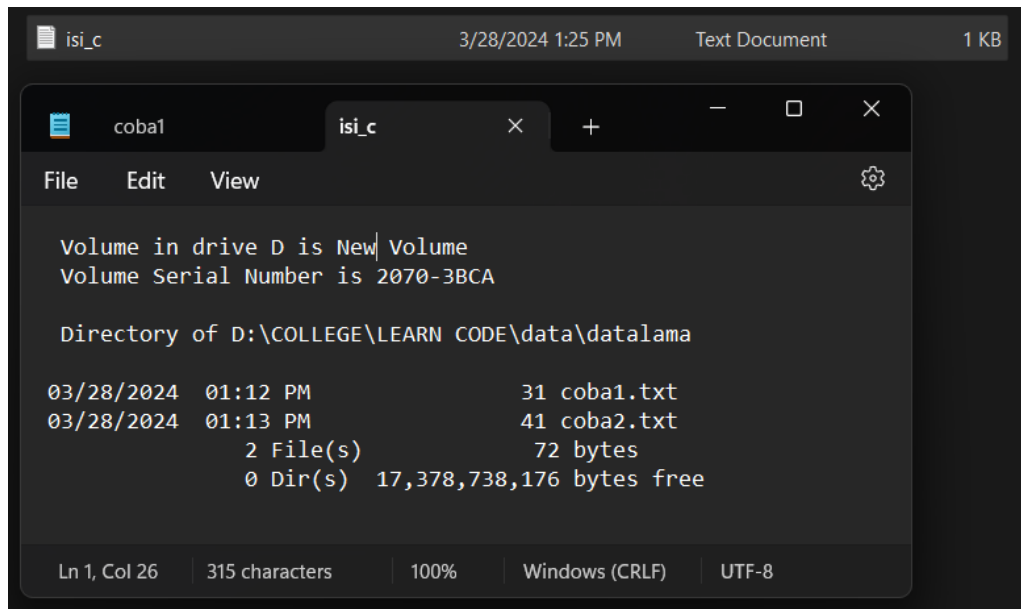 isi_c 3/28/2024 1:25 PM Text Document 1 KB
coba1 isi_c
File Edit View
Volume in drive D is New Volume
Volume Serial Number is 2070-3BCA
Directory of D:\COLLEGE\LEARN CODE\data\datalama
03/28/2024 01:12 PM 31 coba1.txt
03/28/2024 01:13 PM 41 coba2.txt
2 File(s) 72 bytes
0 Dir(s) 17,378,738,176 bytes free
Ln 1, Col 26 315 characters 100% Windows (CRLF) UTF-8